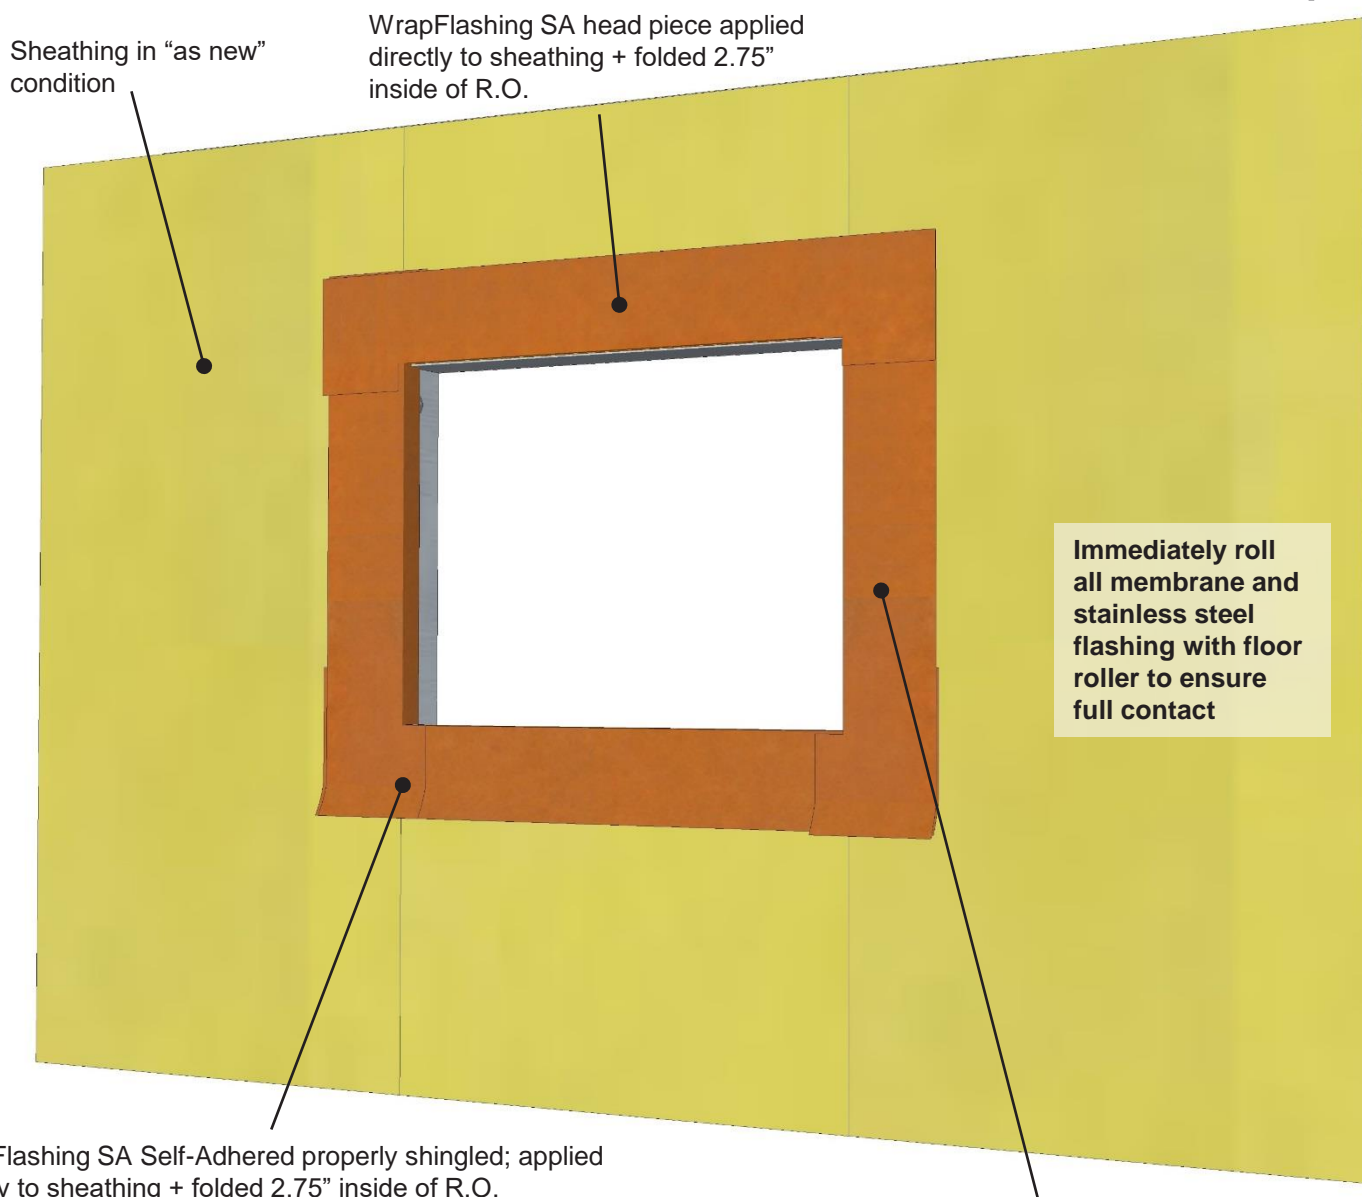 WrapFlashing SA head piece applied
directly to sheathing + folded 2.75”
inside of R.O.
Sheathing in “as new”
condition
Immediately roll
all membrane and
stainless steel
flashing with floor
roller to ensure
full contact
Flashing SA Self-Adhered properly shingled; applied
to sheathing + folded 2.75” inside of R.O.